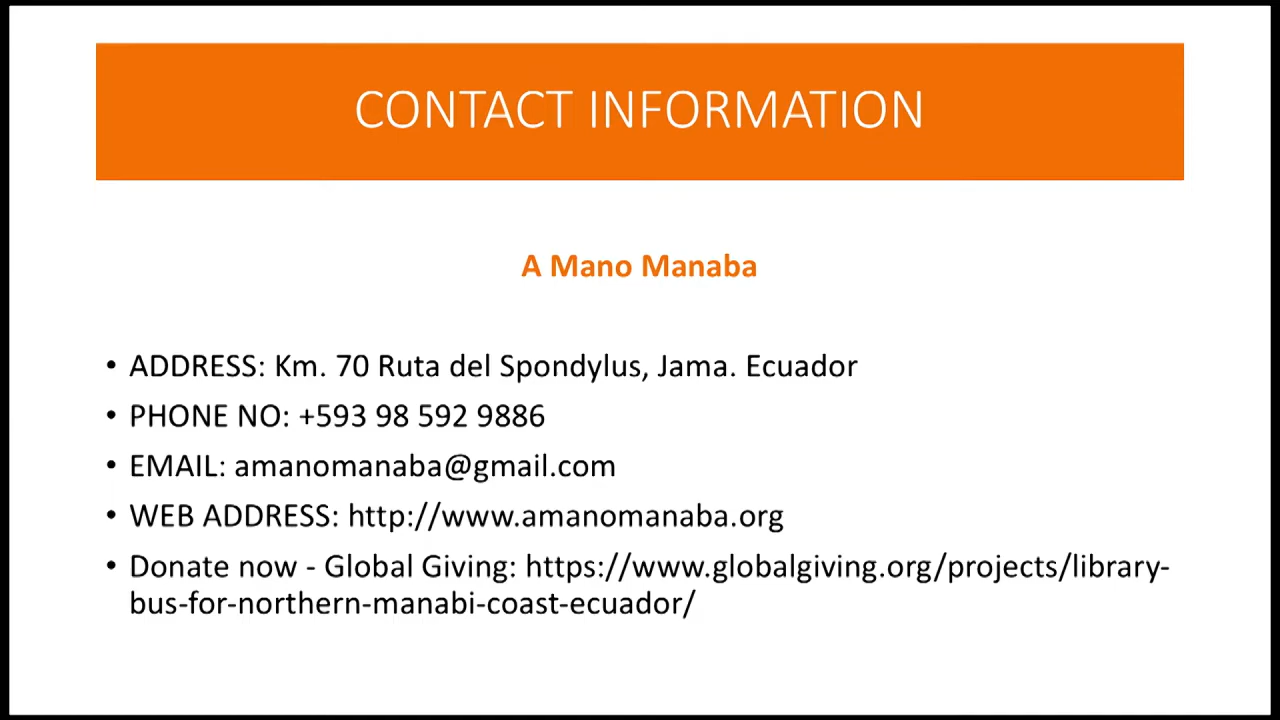 CONTACT INFORMATION
A Mano Manaba
• ADDRESS: Km. 70 Ruta del Spondylus, Jama. Ecuador
• PHONE NO: +593 98 592 9886
• EMAIL: amanomanaba@gmail.com
• WEB ADDRESS: http://www.amanomanaba.org
• Donate now - Global Giving: https://www.globalgiving.org/projects/library-
bus-for-northern-manabi-coast-ecuador/